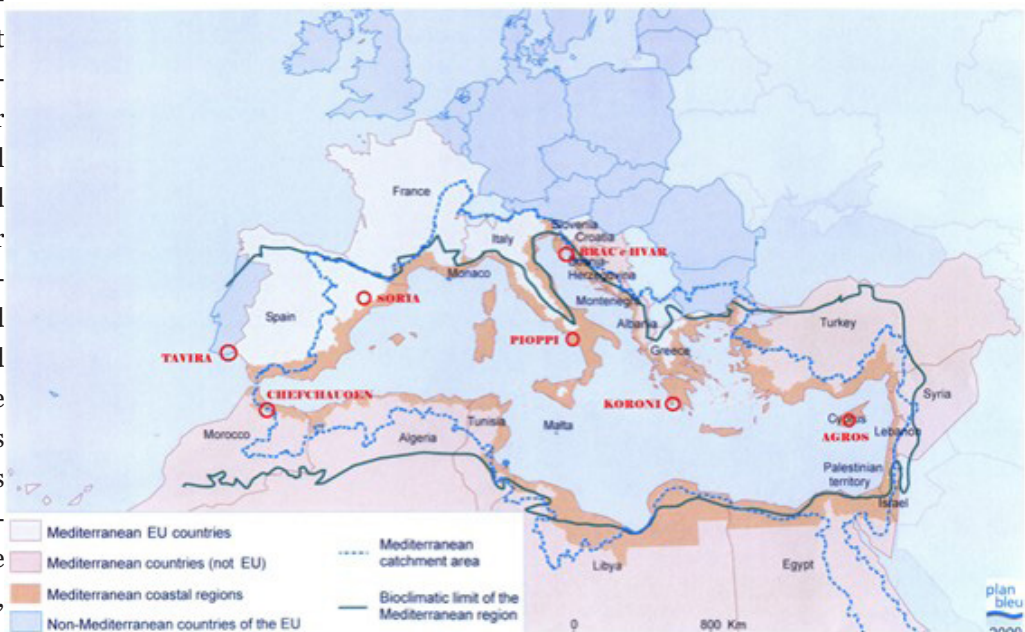 France
Slovenia
Croatia
Italy
BRAC e HVAR
Herzegovina
Monaco
Montenegro
SORIA
Spain
Albania
Turkey
PIOPPI
TAVIRA
Greece
Syria
CHEFCHAUOEN
KORONI
Cyprus
AGROS
Lebanon
Morocco
Algeria
Tunisia
Malta
Palestinian
territory
Israel
Libya
Egypt
Mediterranean EU countries
Mediterranean countries (not EU)
Mediterranean coastal regions
Non-Mediterranean countries of the EU
Mediterranean
catchment area
Bioclimatic limit of the
Mediterranean region
0 800 Km
plan
bleu